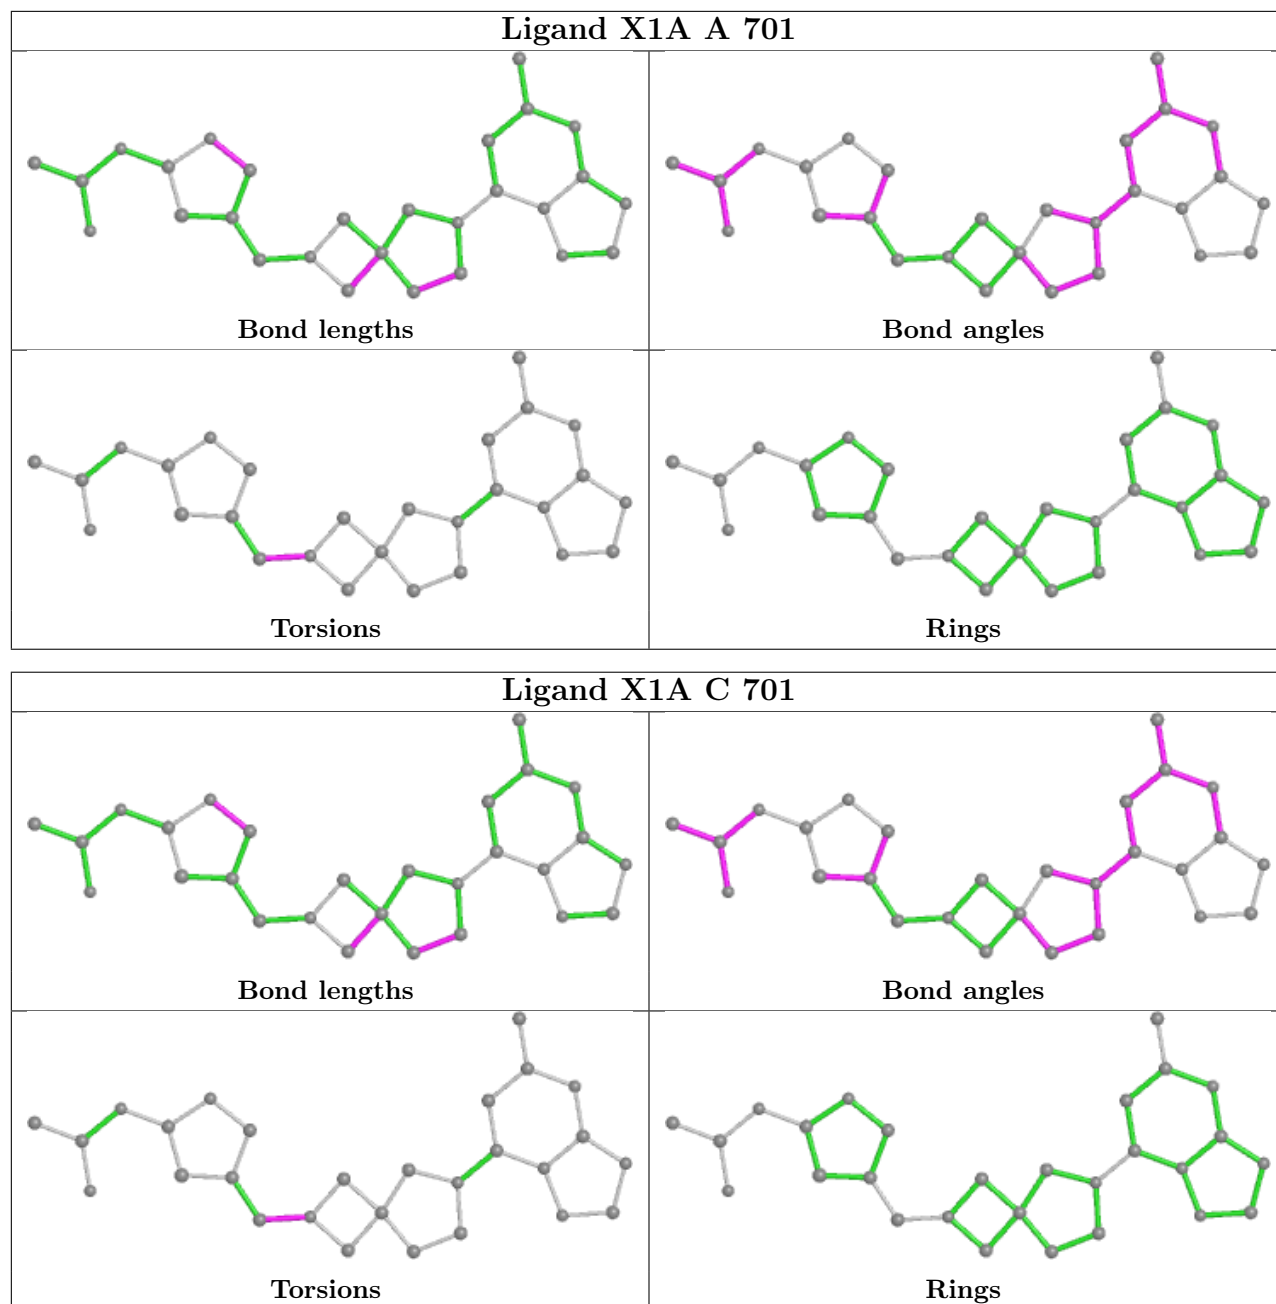 Ligand X1A A 701
Bond lengths
Bond angles
Torsions
Rings
Ligand X1A C 701
Bond lengths
Bond angles
Torsions
Rings